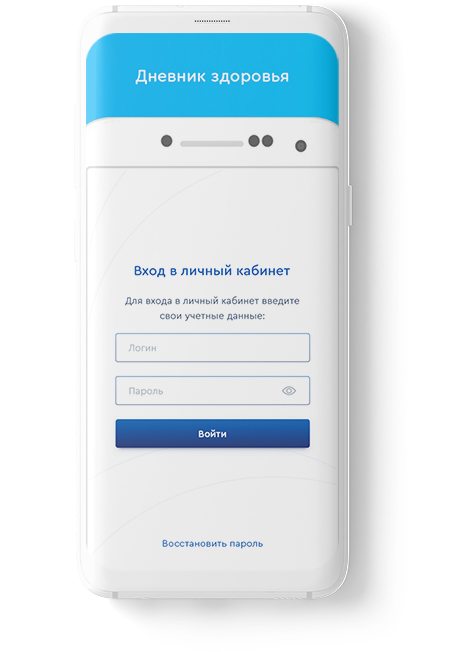 Дневник здоровья
Вход в личный кабинет
Для входа в личный кабинет введите
свои учетные данные:
Логин
Пароль
Войти
Восстановить пароль